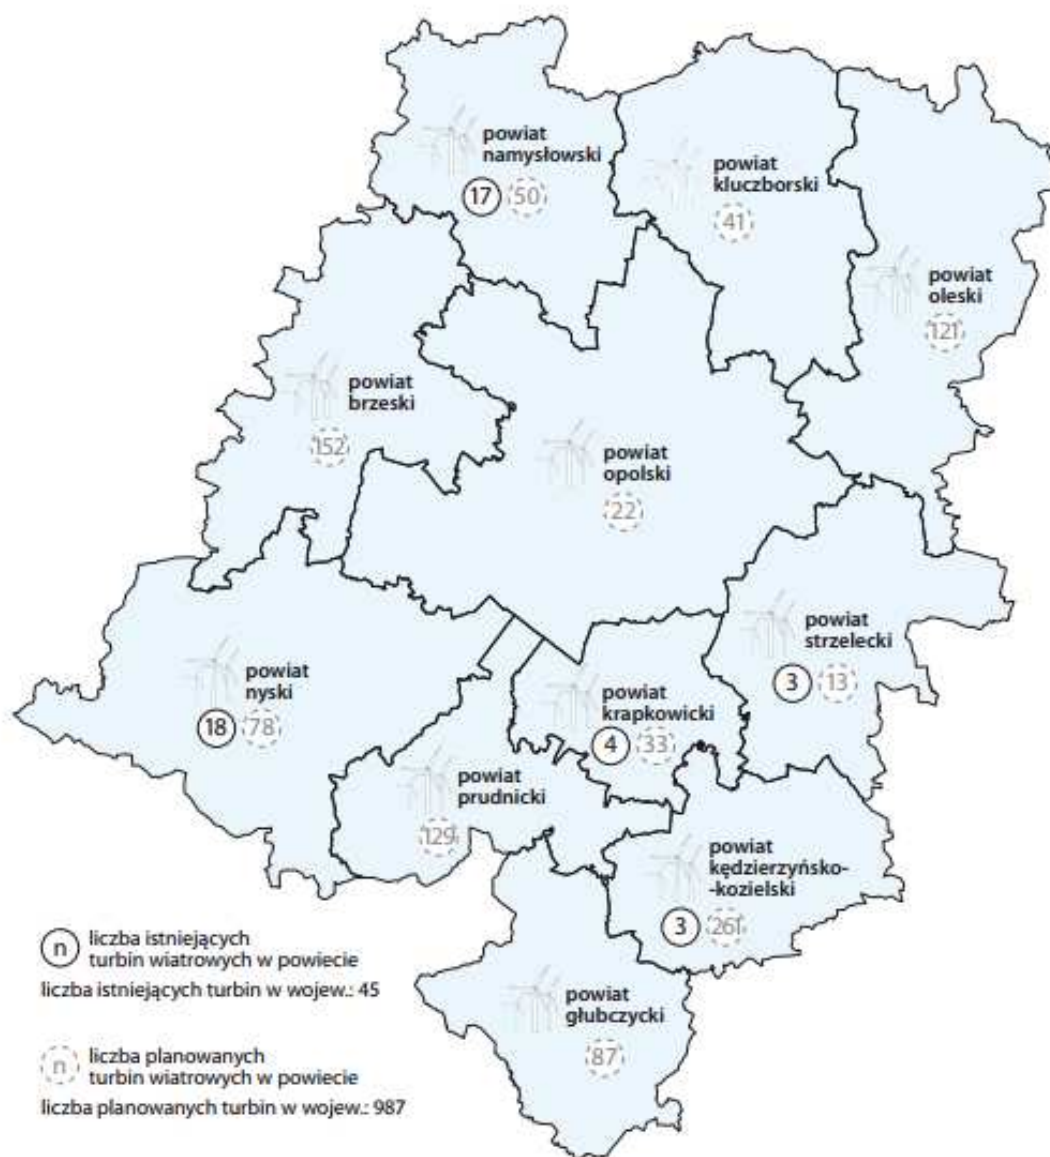 powiat
namysłowski
17 50
powiat
kluczborski
41
powiat
oleski
121
powiat
brzeski
152
powiat
opolski
22
powiat
strzelecki
3 13
powiat
nyski
18 78
powiat
krapkowicki
4 33
powiat
prudnicki
129
powiat
kędzierzyńsko-
-kozielski
3 261
powiat
głubczycki
87
n liczba istniejących
turbin wiatrowych w powiecie
liczba istniejących turbin w wojew.: 45
n liczba planowanych
turbin wiatrowych w powiecie
liczba planowanych turbin w wojew.: 987